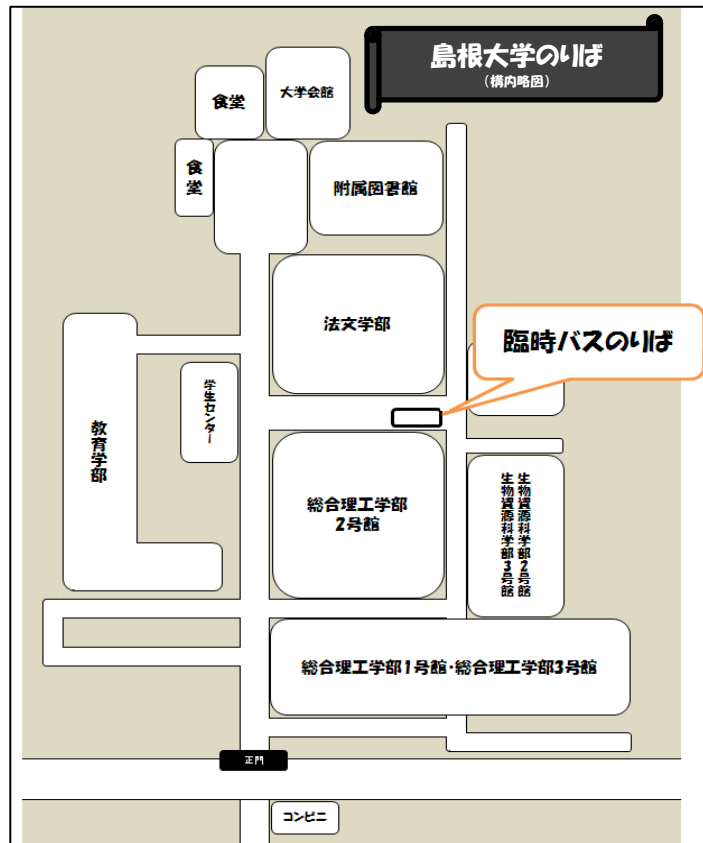 島根大学のりば
(構内略図)
大学会館
食堂
食堂
附属図書館
法文学部
臨時バスのりば
学生センター
教育学部
総合理工学部
2号館
生物資源科学部2号館
生物資源科学部3号館
総合理工学部1号館・総合理工学部3号館
正門
コンビニ